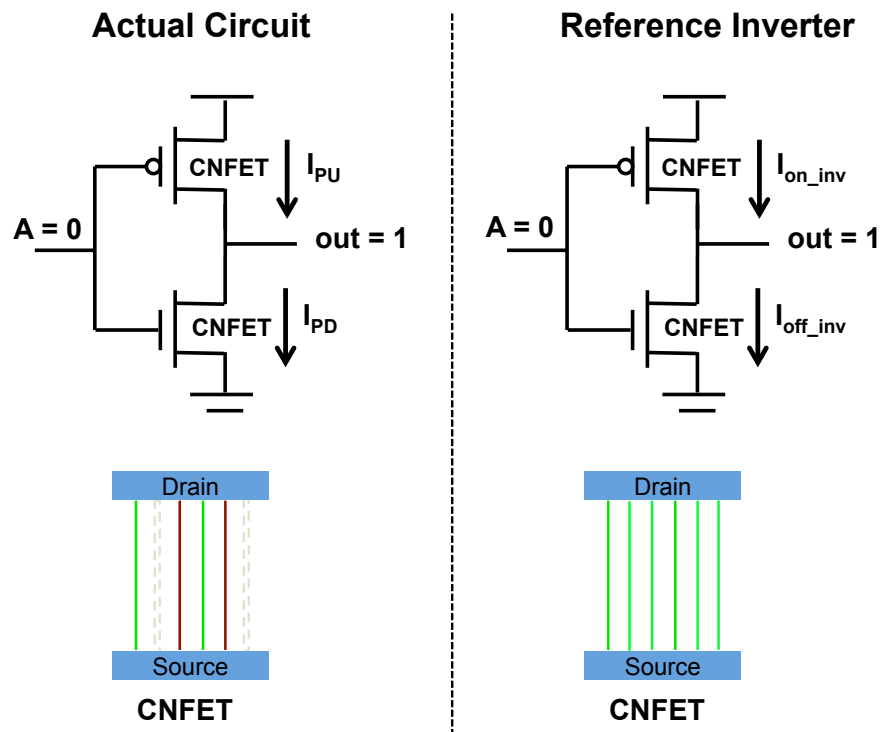 Actual Circuit
CNFET
I_PU
A = 0
out = 1
CNFET
I_PD
Drain
Source
CNFET
Reference Inverter
CNFET
I_on_inv
A = 0
out = 1
CNFET
I_off_inv
Drain
Source
CNFET